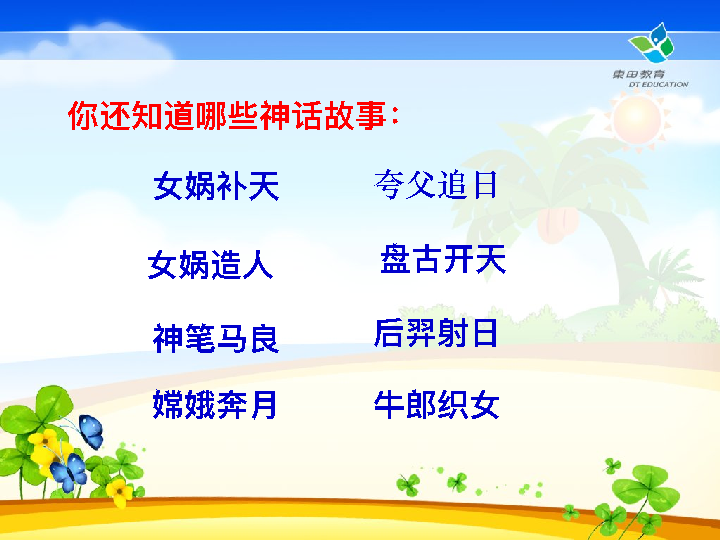 東田教育
DT EDUCATION
你还知道哪些神话故事：
女娲补天 夸父追日
女娲造人 盘古开天
神笔马良 后羿射日
嫦娥奔月 牛郎织女